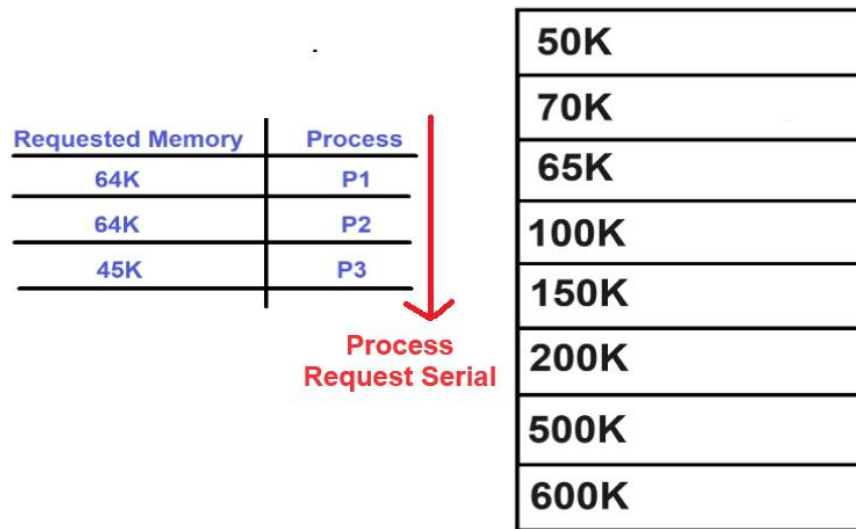 Requested Memory Process
64K P1
64K P2
45K P3
Process
Request Serial
50K
70K
65K
100K
150K
200K
500K
600K